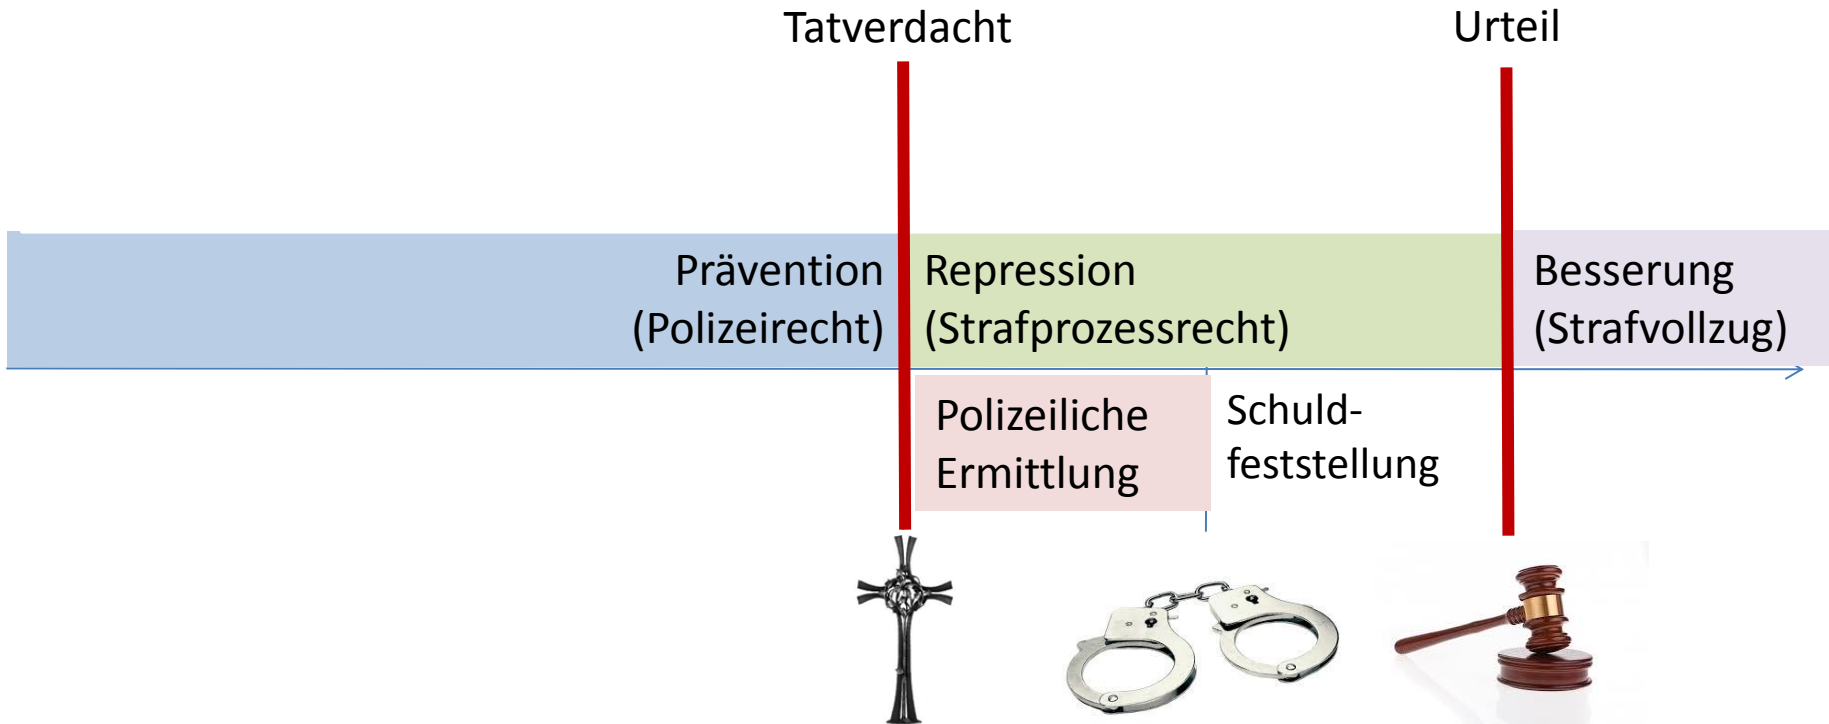 Tatverdacht
Urteil
Prävention
(Polizeirecht)
Repression
(Strafprozessrecht)
Besserung
(Strafvollzug)
Polizeiliche
Ermittlung
Schuld-
feststellung